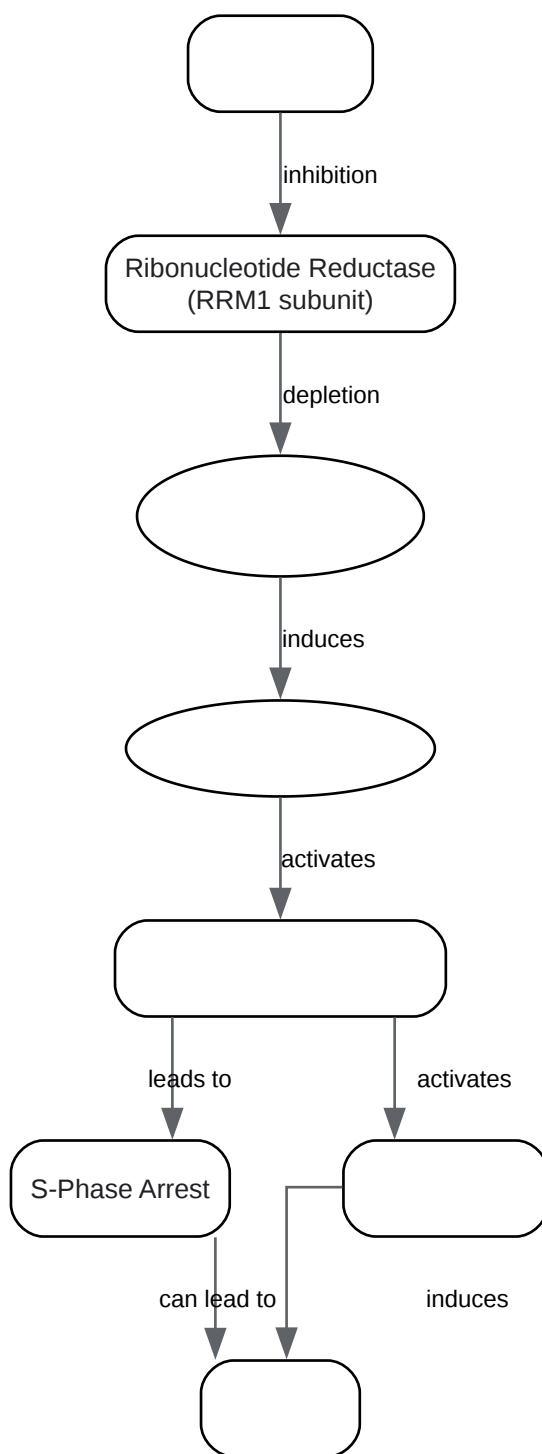 inhibition
Ribonucleotide Reductase
(RRM1 subunit)
depletion
induces
activates
leads to
activates
S-Phase Arrest
can lead to
induces